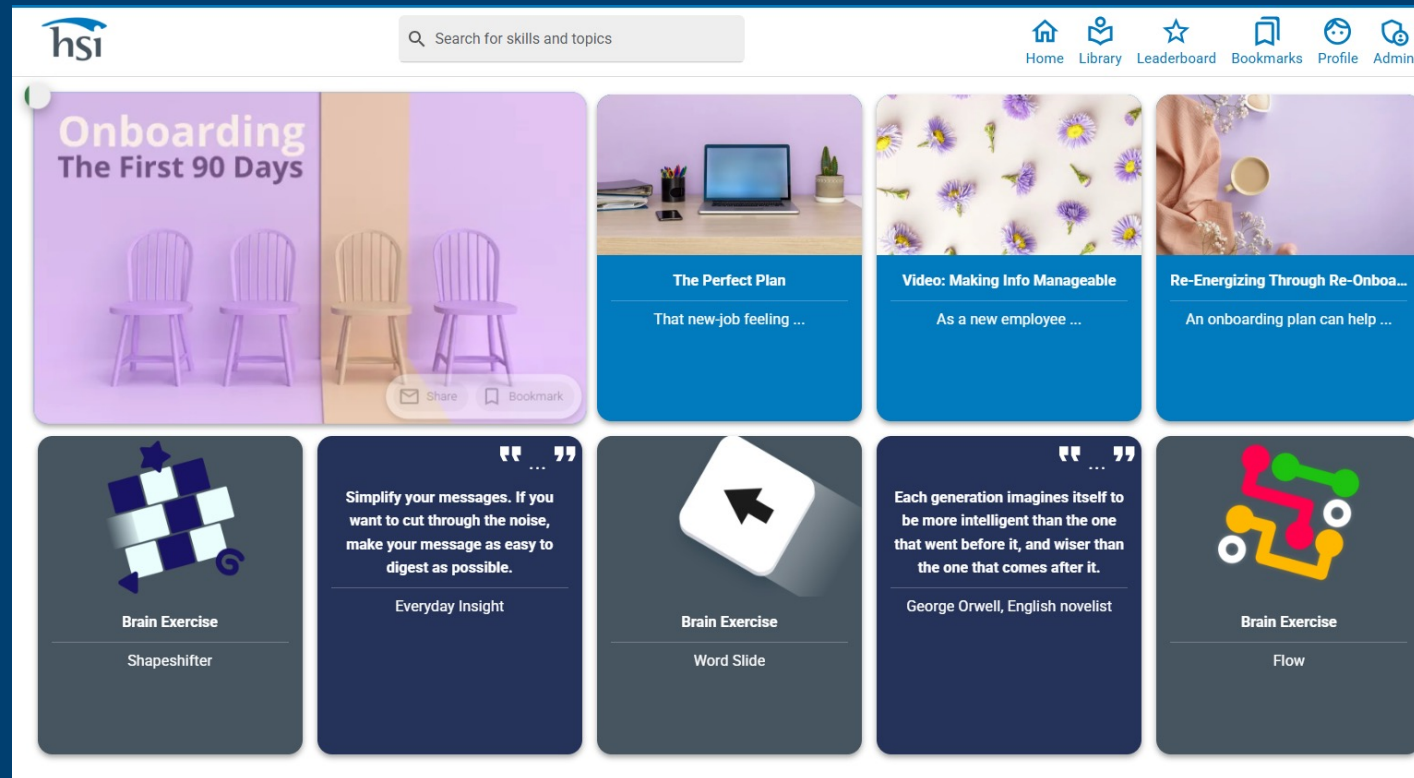 hsi
Search for skills and topics
Home Library Leaderboard Bookmarks Profile Admin
Onboarding
The First 90 Days
Share Bookmark
The Perfect Plan
That new-job feeling ...
Video: Making Info Manageable
As a new employee ...
Re-Energizing Through Re-Onboa...
An onboarding plan can help ...
Brain Exercise
Shapeshifter
❜❜ ... ❜❜
Simplify your messages. If you
want to cut through the noise,
make your message as easy to
digest as possible.
Everyday Insight
Brain Exercise
Word Slide
❜❜ ... ❜❜
Each generation imagines itself to
be more intelligent than the one
that went before it, and wiser than
the one that comes after it.
George Orwell, English novelist
Brain Exercise
Flow